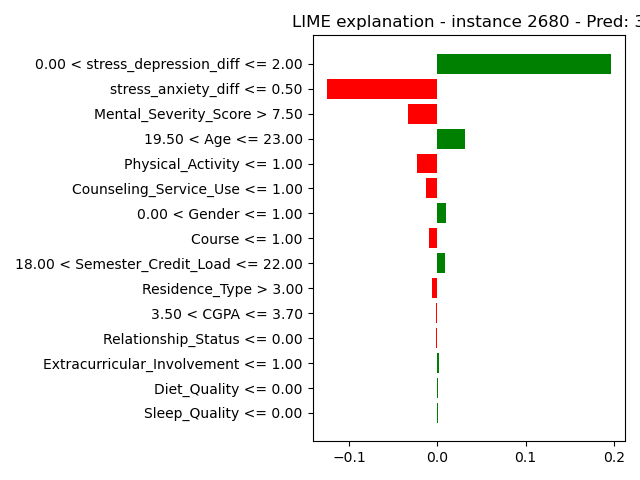 LIME explanation - instance 2680 - Pred: 3
0.00 < stress_depression_diff <= 2.00
stress_anxiety_diff <= 0.50
Mental_Severity_Score > 7.50
19.50 < Age <= 23.00
Physical_Activity <= 1.00
Counseling_Service_Use <= 1.00
0.00 < Gender <= 1.00
Course <= 1.00
18.00 < Semester_Credit_Load <= 22.00
Residence_Type > 3.00
3.50 < CGPA <= 3.70
Relationship_Status <= 0.00
Extracurricular_Involvement <= 1.00
Diet_Quality <= 0.00
Sleep_Quality <= 0.00
−0.1 0.0 0.1 0.2